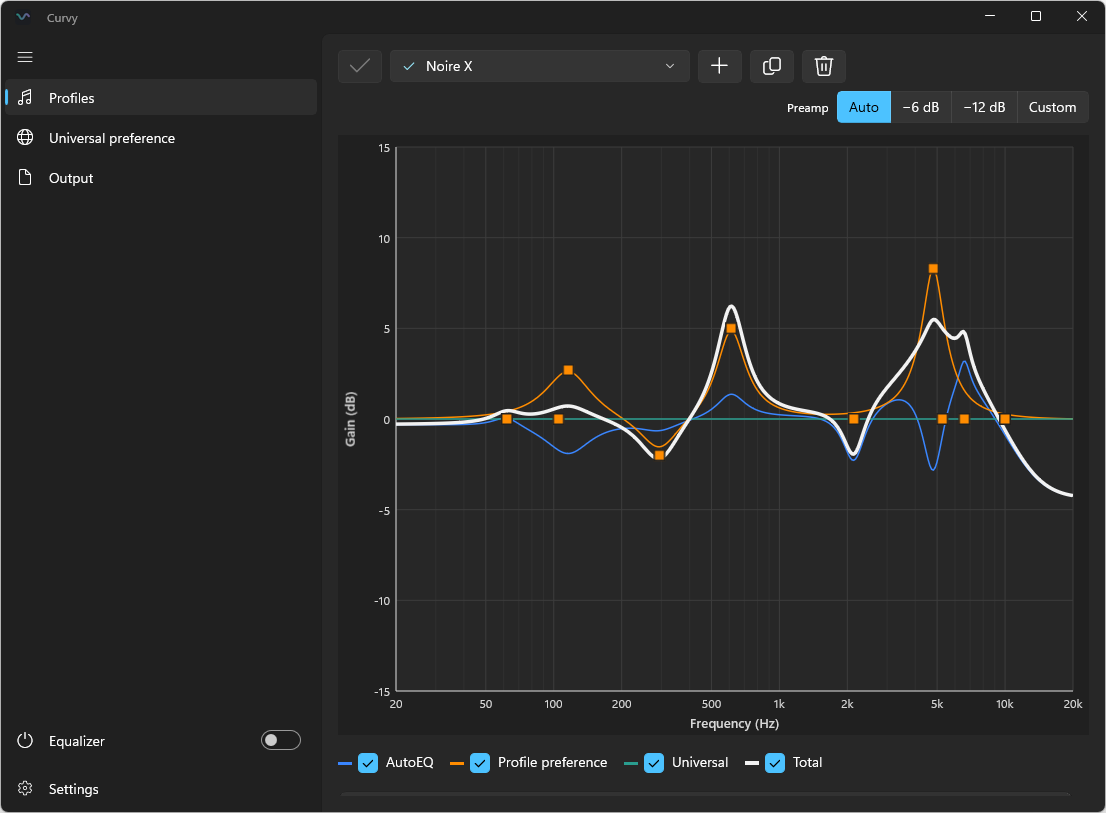 Curvy
Noire X
Profiles
Preamp Auto −6 dB −12 dB Custom
Universal preference
Output
15
10
5
0
-5
-10
-15
Gain (dB)
20 50 100 200 500 1k 2k 5k 10k 20k
Frequency (Hz)
Equalizer
AutoEQ Profile preference Universal Total
Settings